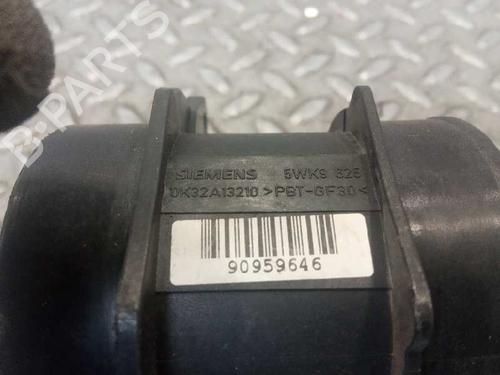 B-PARTS
SIEMENS 5WK9 626
0K32A13210 >PBT-GF30<
90959646